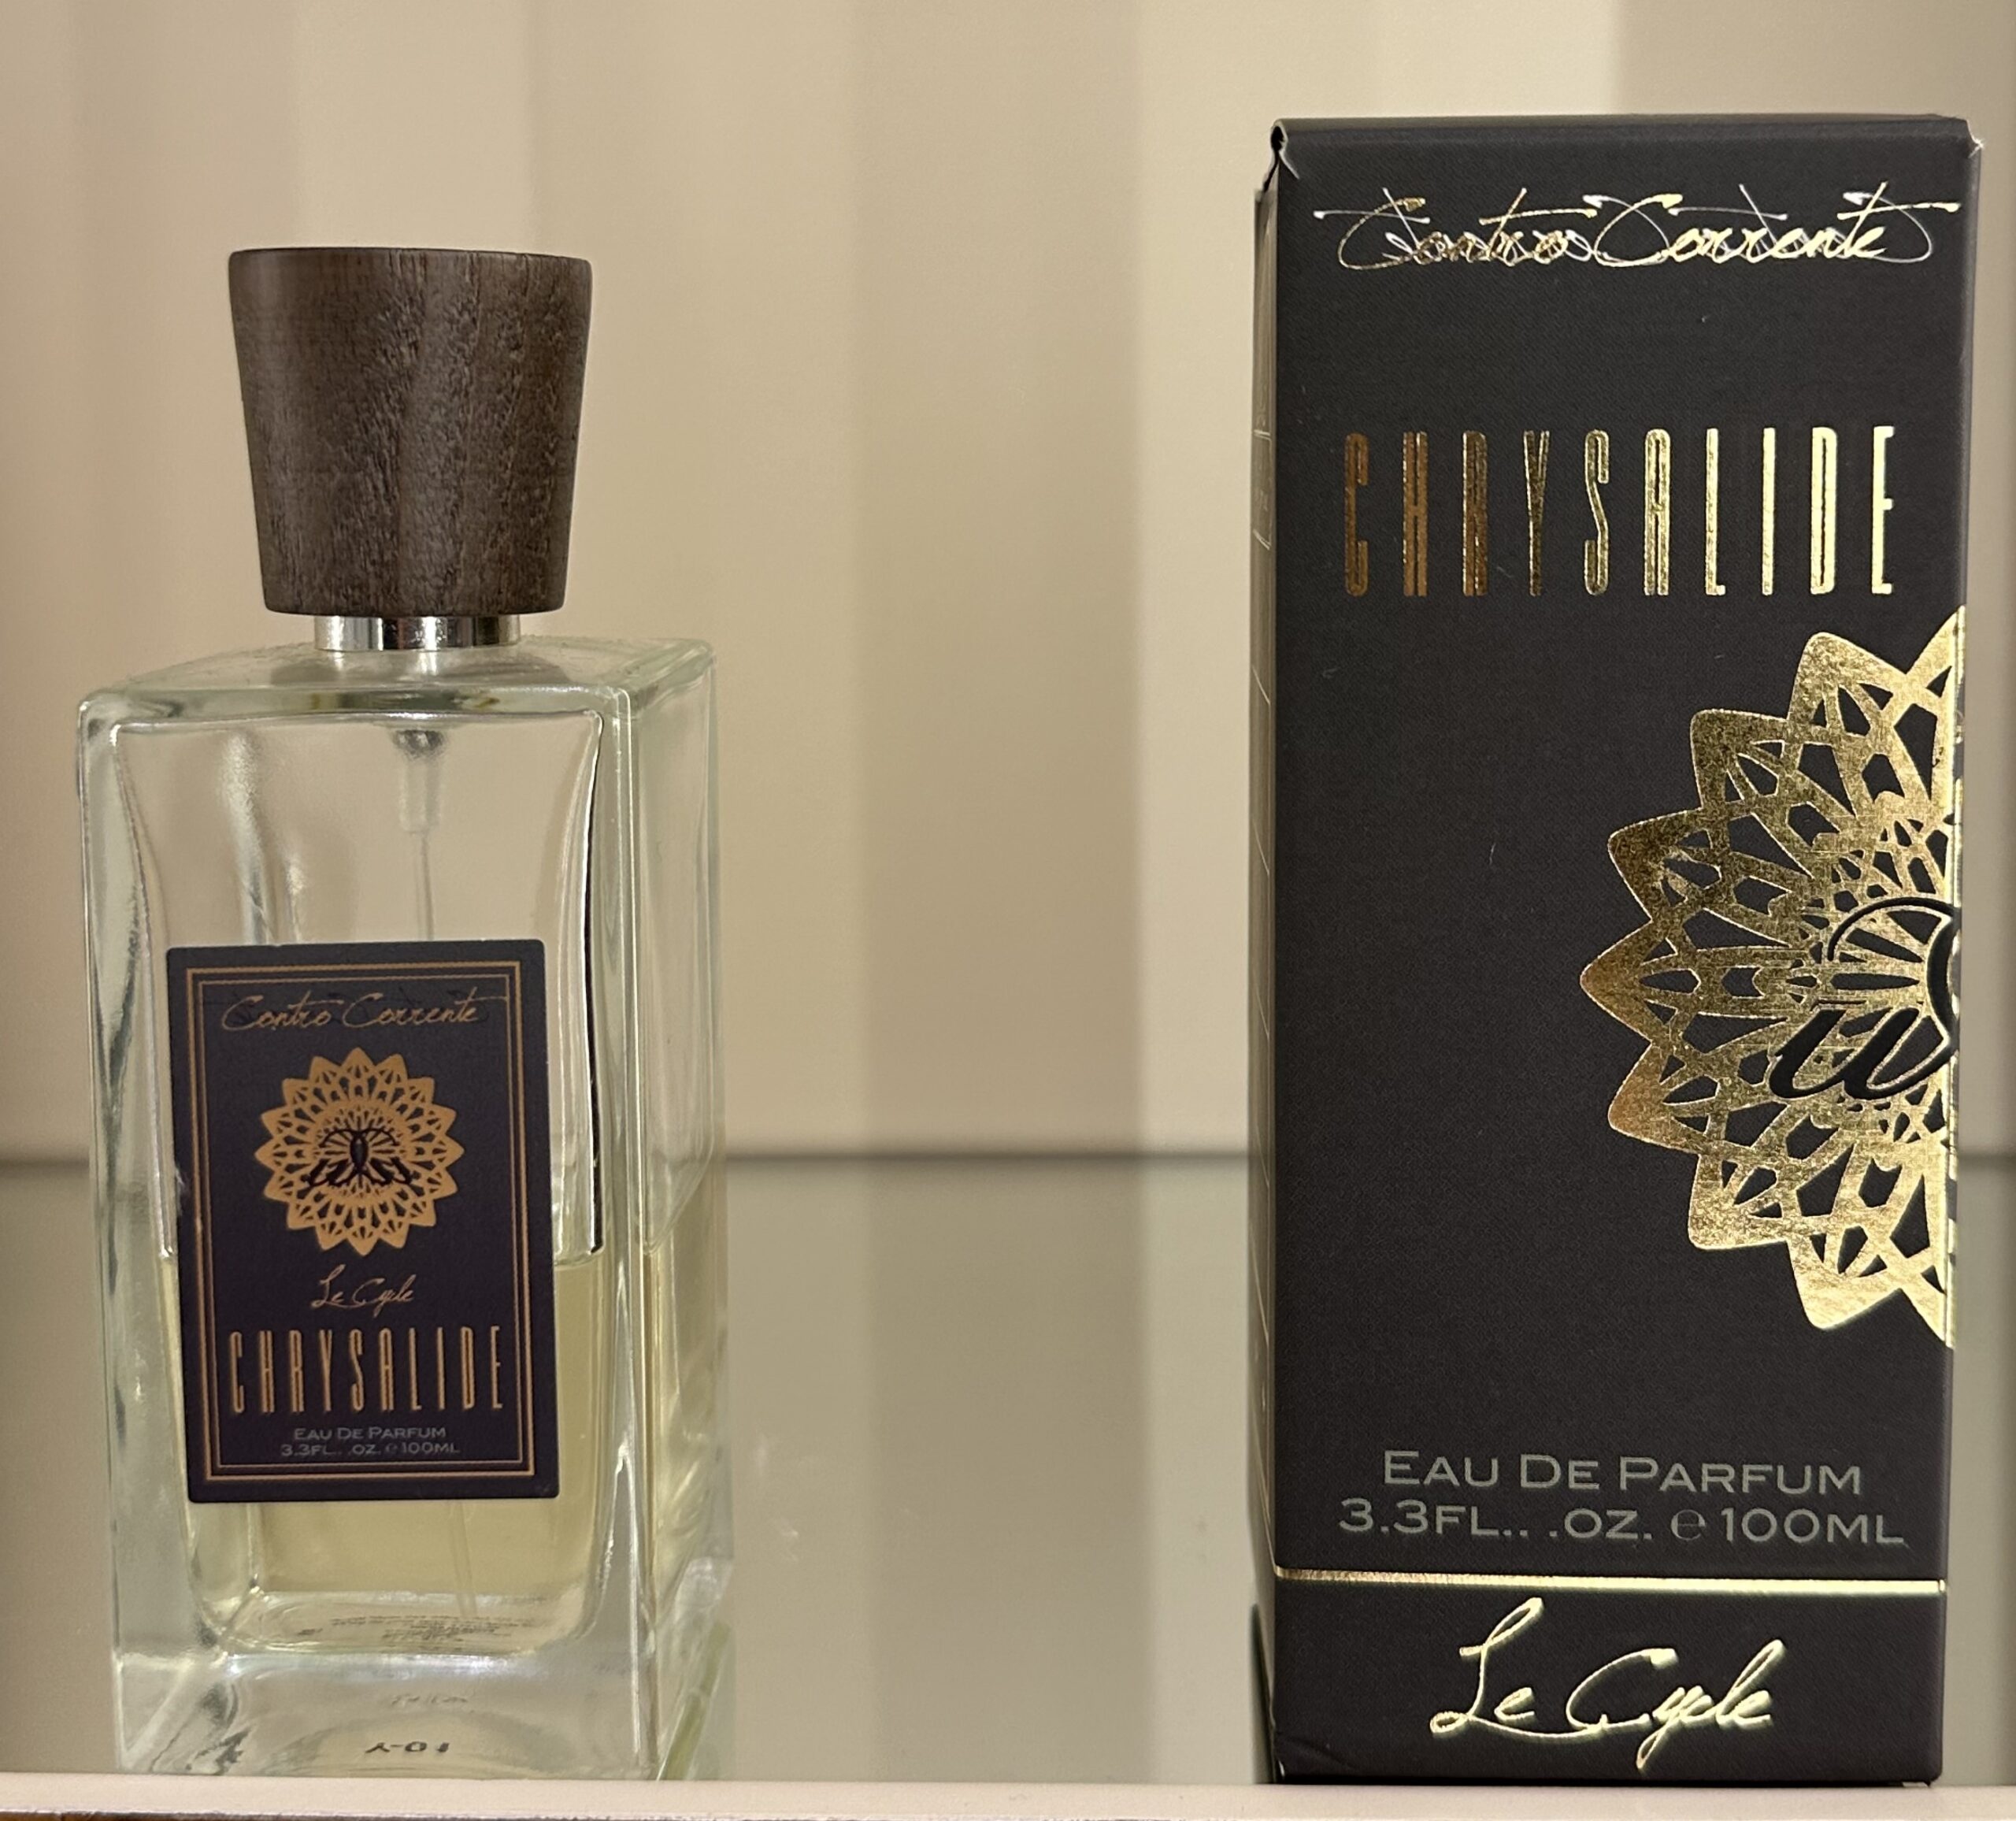 Contro Corrente
Le Cycle
CHRYSALIDE
EAU DE PARFUM
3.3FL.. .OZ. ℮100ML
Contro Corrente
CHRYSALIDE
EAU DE PARFUM
3.3FL.. .OZ. ℮100ML
Le Cycle